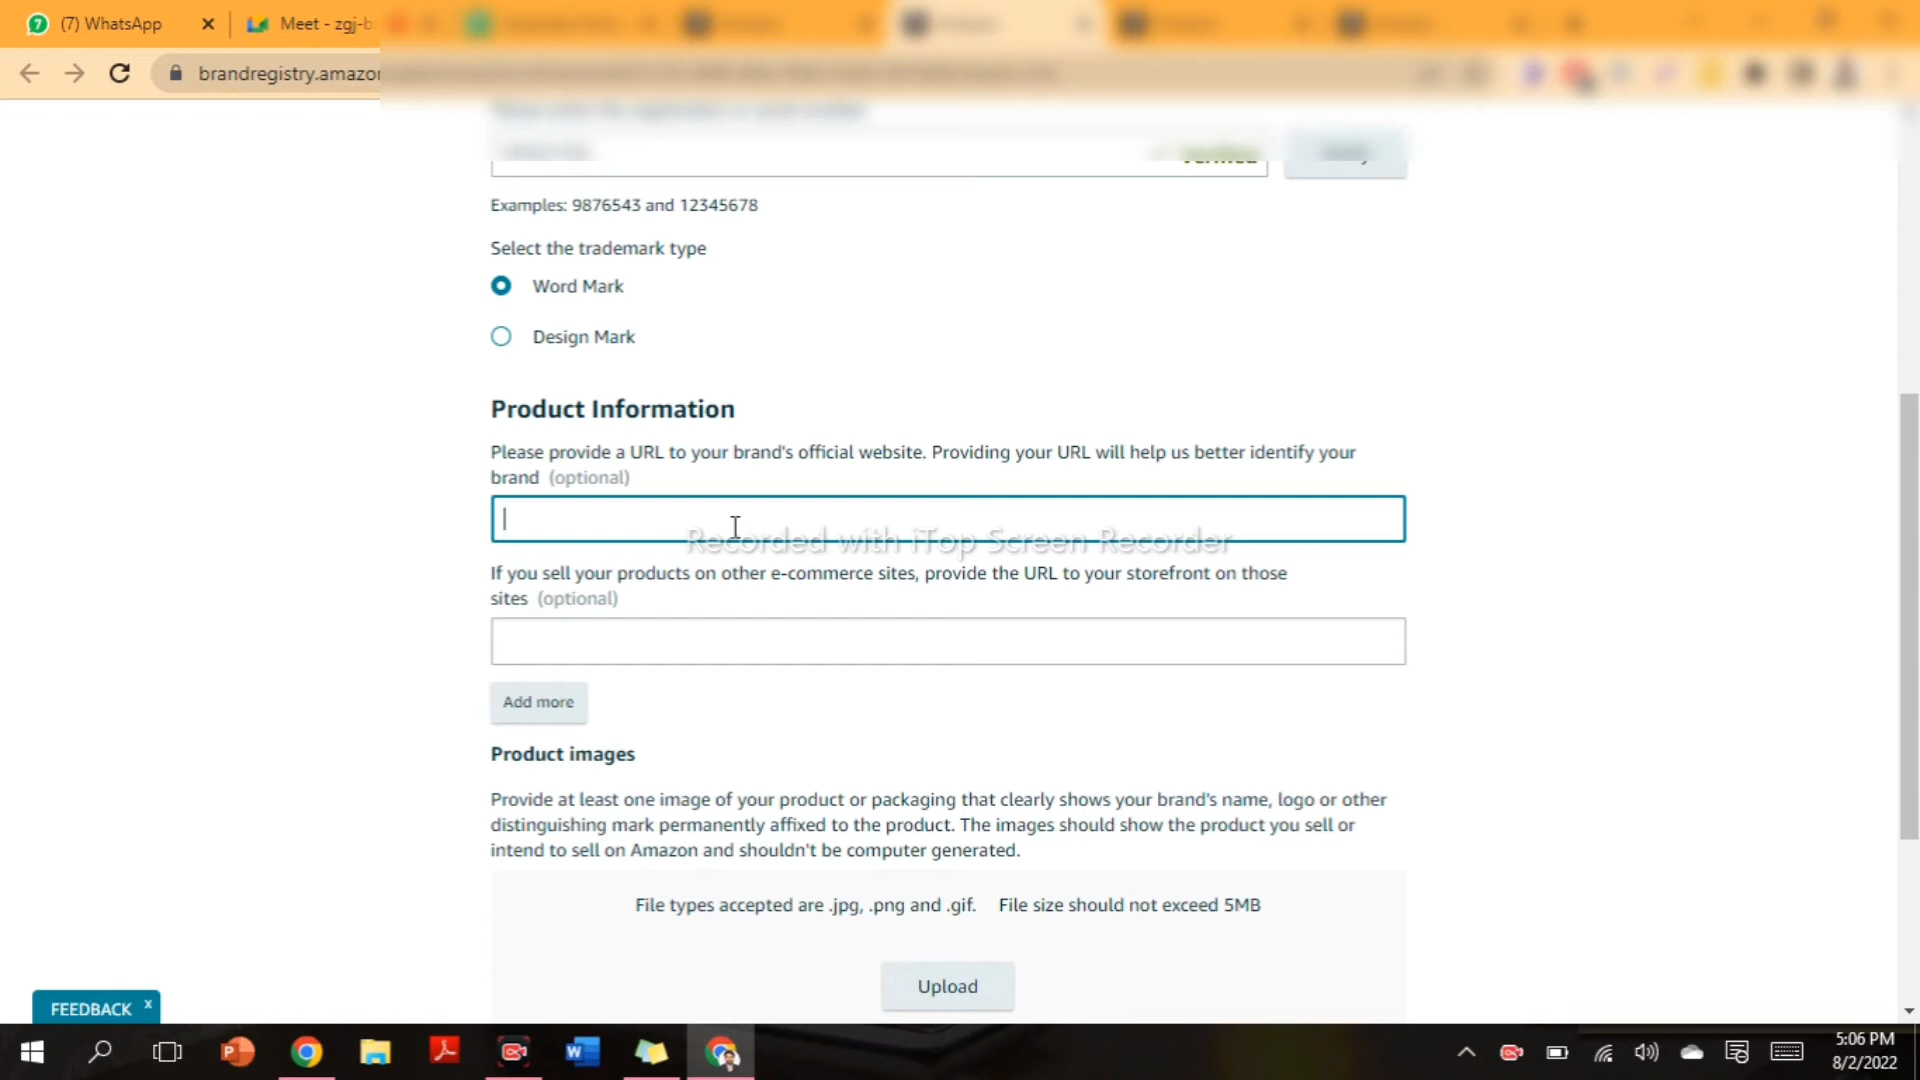 (7) WhatsApp
Meet - zgj-b
brandregistry.amazo
Verified
Examples: 9876543 and 12345678
Select the trademark type
Word Mark
Design Mark
Product Information
Please provide a URL to your brand's official website. Providing your URL will help us better identify your
brand (optional)
Recorded with iTop Screen Recorder
If you sell your products on other e-commerce sites, provide the URL to your storefront on those
sites (optional)
Add more
Product images
Provide at least one image of your product or packaging that clearly shows your brand's name, logo or other
distinguishing mark permanently affixed to the product. The images should show the product you sell or
intend to sell on Amazon and shouldn't be computer generated.
File types accepted are .jpg, .png and .gif. File size should not exceed 5MB
Upload
FEEDBACK x
5:06 PM
8/2/2022